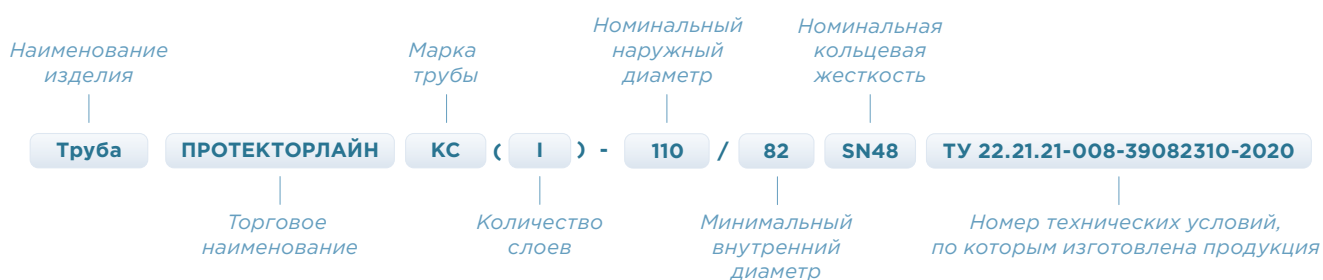 Наименование
изделия
Марка
трубы
Номинальный
наружный
диаметр
Номинальная
кольцевая
жесткость
Труба ПРОТЕКТОРЛАЙН КС ( I ) - 110 / 82 SN48 ТУ 22.21.21-008-39082310-2020
Торговое
наименование
Количество
слоев
Минимальный
внутренний
диаметр
Номер технических условий,
по которым изготовлена продукция